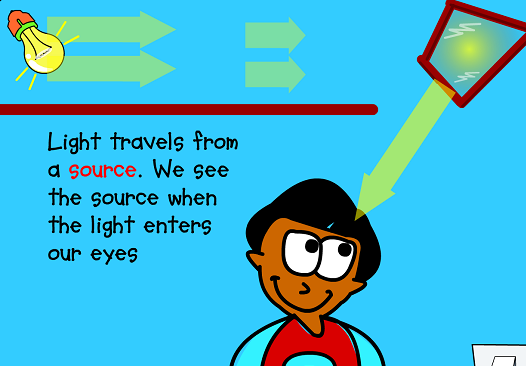 Light travels from
a source. We see
the source when
the light enters
our eyes